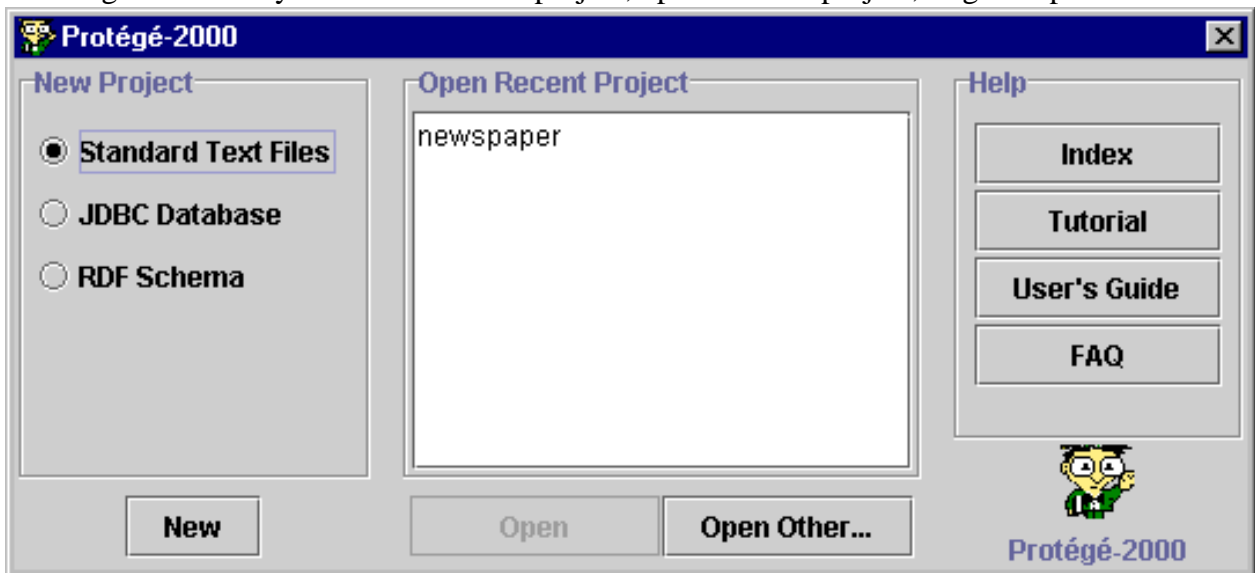 Protégé-2000
New Project
Standard Text Files
JDBC Database
RDF Schema
New
Open Recent Project
newspaper
Open
Open Other...
Help
Index
Tutorial
User's Guide
FAQ
Protégé-2000